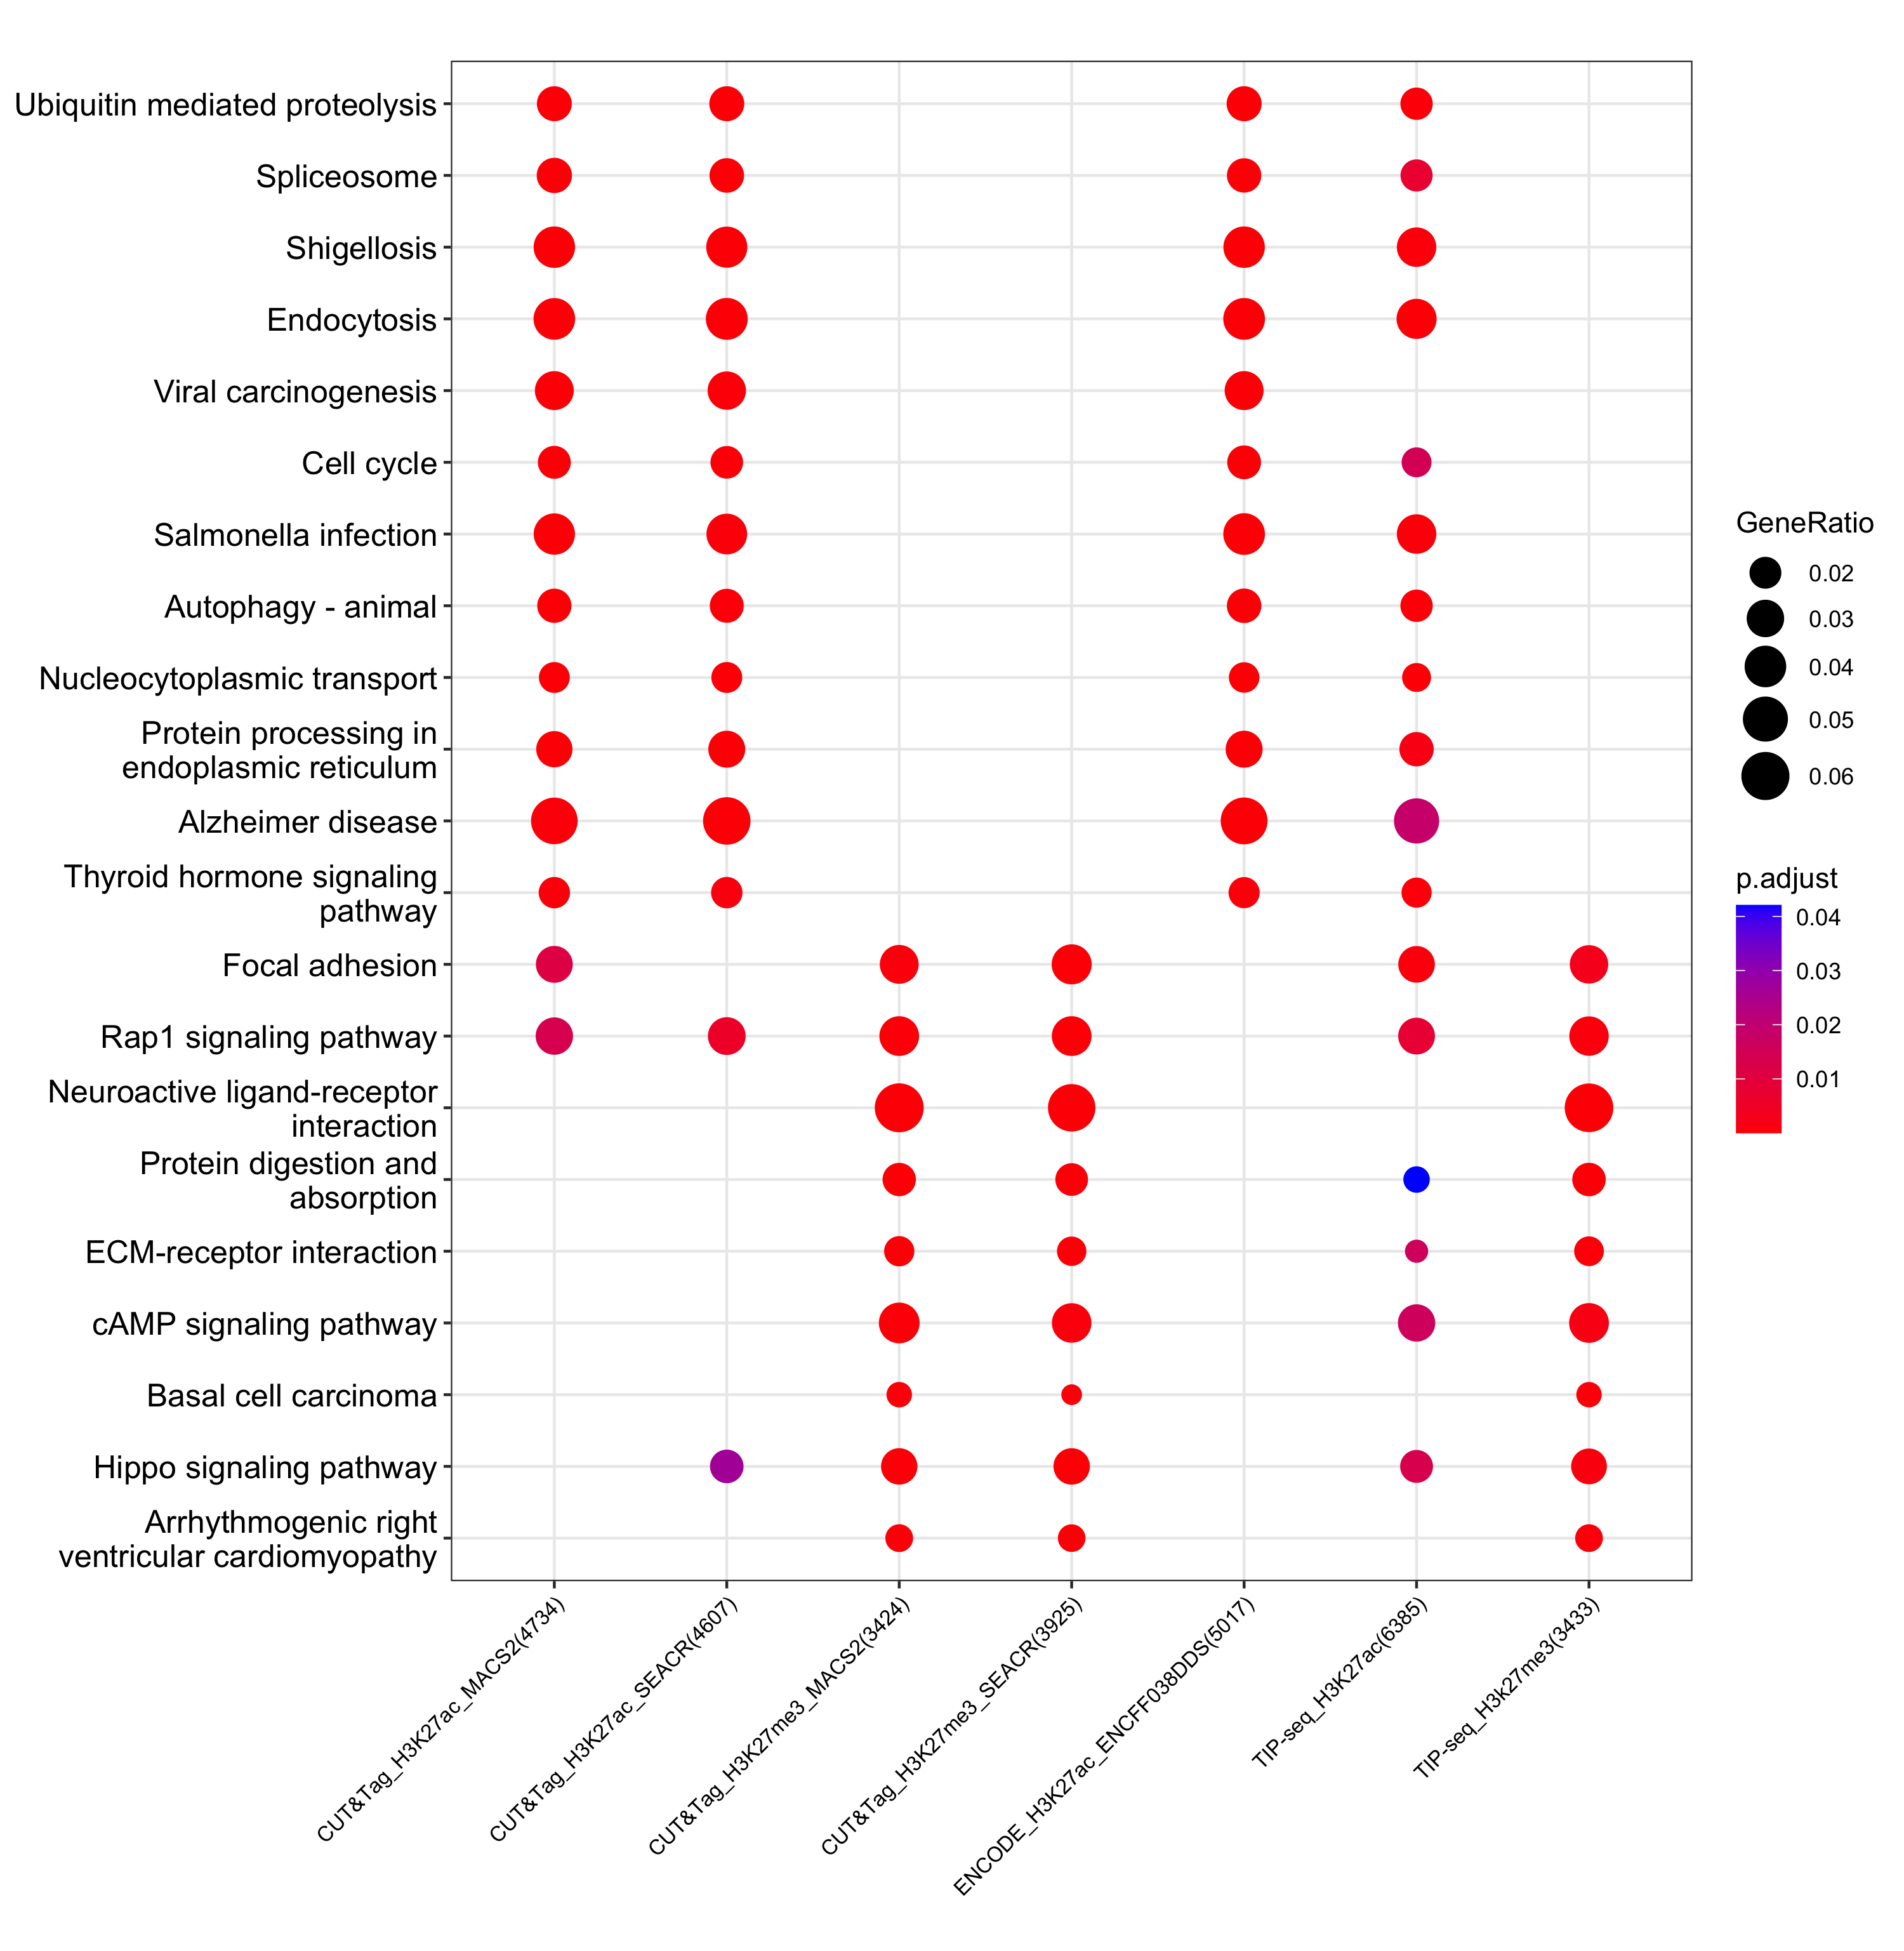 Ubiquitin mediated proteolysis
Spliceosome
Shigellosis
Endocytosis
Viral carcinogenesis
Cell cycle
Salmonella infection
Autophagy - animal
Nucleocytoplasmic transport
Protein processing in
endoplasmic reticulum
Alzheimer disease
Thyroid hormone signaling
pathway
Focal adhesion
Rap1 signaling pathway
Neuroactive ligand-receptor
interaction
Protein digestion and
absorption
ECM-receptor interaction
cAMP signaling pathway
Basal cell carcinoma
Hippo signaling pathway
Arrhythmogenic right
ventricular cardiomyopathy
CUT&Tag_H3K27ac_MACS2(4734)
CUT&Tag_H3K27ac_SEACR(4607)
CUT&Tag_H3K27me3_MACS2(3424)
CUT&Tag_H3K27me3_SEACR(3925)
ENCODE_H3K27ac_ENCFF038DDS(5017)
TIP-seq_H3K27ac(6385)
TIP-seq_H3k27me3(3433)
GeneRatio
0.02
0.03
0.04
0.05
0.06
p.adjust
0.04
0.03
0.02
0.01